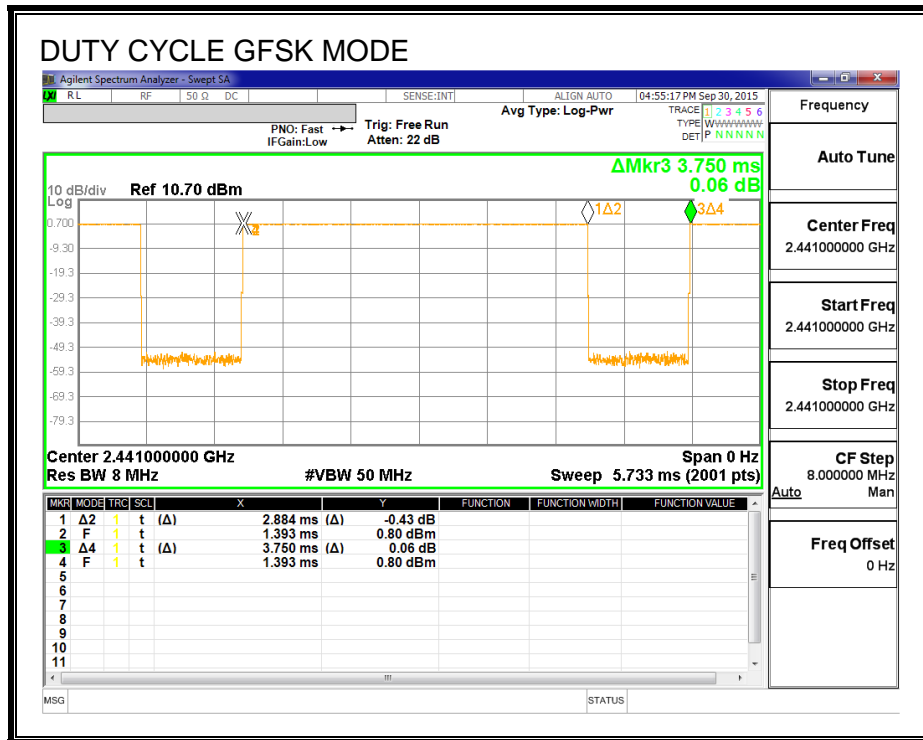 DUTY CYCLE GFSK MODE
Agilent Spectrum Analyzer - Swept SA
LXI RL RF 50 Ω DC SENSE:INT ALIGN AUTO 04:55:17 PM Sep 30, 2015
Avg Type: Log-Pwr
TRACE 1 2 3 4 5 6
TYPE WWWWWW
DET P N N N N N
PNO: Fast
IFGain:Low
Trig: Free Run
Atten: 22 dB
ΔMkr3 3.750 ms
0.06 dB
10 dB/div Ref 10.70 dBm
Log
0.700
-9.30
-19.3
-29.3
-39.3
-49.3
-59.3
-69.3
-79.3
1Δ2
3Δ4
Center 2.441000000 GHz Span 0 Hz
Res BW 8 MHz #VBW 50 MHz Sweep 5.733 ms (2001 pts)
MKR MODE TRC SCL X Y FUNCTION FUNCTION WIDTH FUNCTION VALUE
1 Δ2 1 t (Δ) 2.884 ms (Δ) -0.43 dB
2 F 1 t 1.393 ms 0.80 dBm
3 Δ4 1 t (Δ) 3.750 ms (Δ) 0.06 dB
4 F 1 t 1.393 ms 0.80 dBm
5
6
7
8
9
10
11
MSG STATUS
Frequency
Auto Tune
Center Freq
2.441000000 GHz
Start Freq
2.441000000 GHz
Stop Freq
2.441000000 GHz
CF Step
8.000000 MHz
Auto Man
Freq Offset
0 Hz